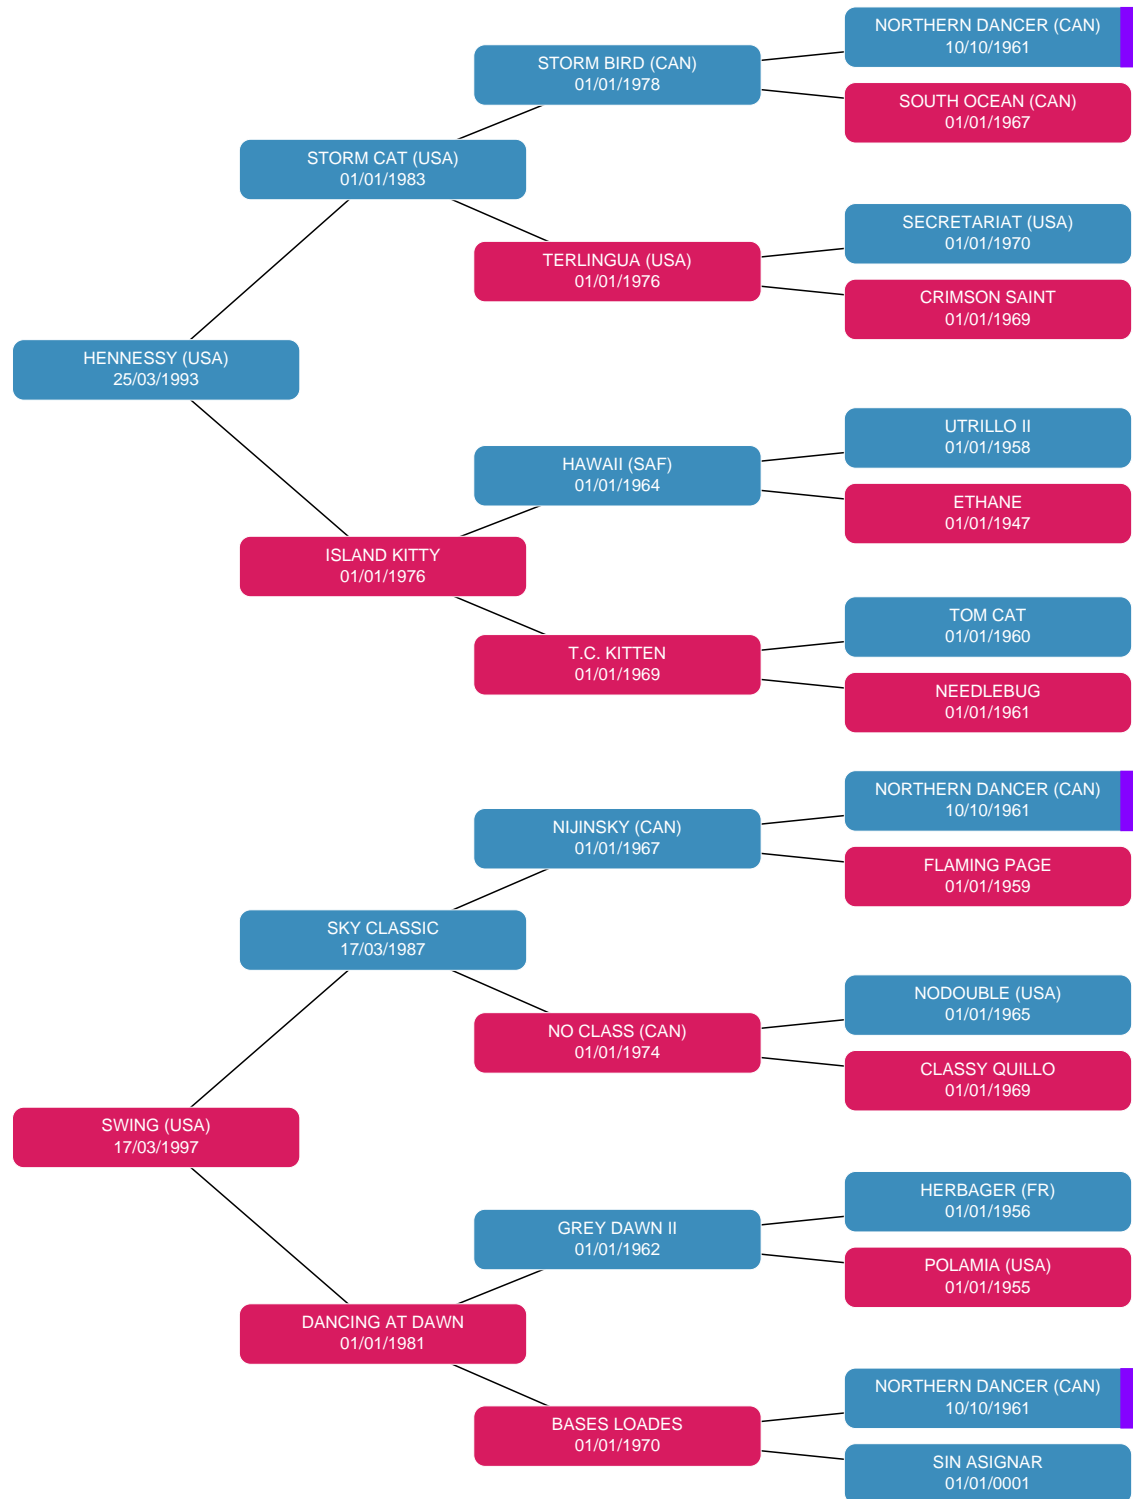 NORTHERN DANCER (CAN)
10/10/1961
STORM BIRD (CAN)
01/01/1978
SOUTH OCEAN (CAN)
01/01/1967
STORM CAT (USA)
01/01/1983
SECRETARIAT (USA)
01/01/1970
TERLINGUA (USA)
01/01/1976
CRIMSON SAINT
01/01/1969
HENNESSY (USA)
25/03/1993
UTRILLO II
01/01/1958
HAWAII (SAF)
01/01/1964
ETHANE
01/01/1947
ISLAND KITTY
01/01/1976
TOM CAT
01/01/1960
T.C. KITTEN
01/01/1969
NEEDLEBUG
01/01/1961
NORTHERN DANCER (CAN)
10/10/1961
NIJINSKY (CAN)
01/01/1967
FLAMING PAGE
01/01/1959
SKY CLASSIC
17/03/1987
NODOUBLE (USA)
01/01/1965
NO CLASS (CAN)
01/01/1974
CLASSY QUILLO
01/01/1969
SWING (USA)
17/03/1997
HERBAGER (FR)
01/01/1956
GREY DAWN II
01/01/1962
POLAMIA (USA)
01/01/1955
DANCING AT DAWN
01/01/1981
NORTHERN DANCER (CAN)
10/10/1961
BASES LOADES
01/01/1970
SIN ASIGNAR
01/01/0001